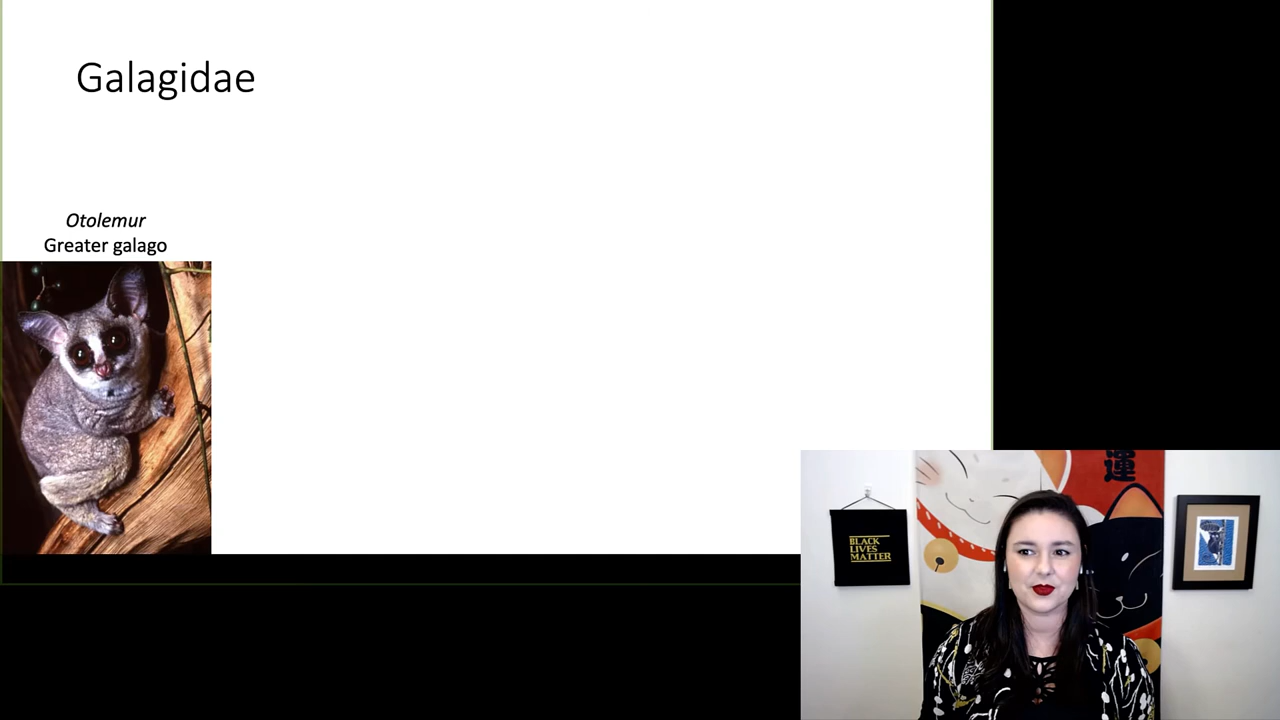 Galagidae
Otolemur
Greater galago
運
BLACK
LIVES
MATTER